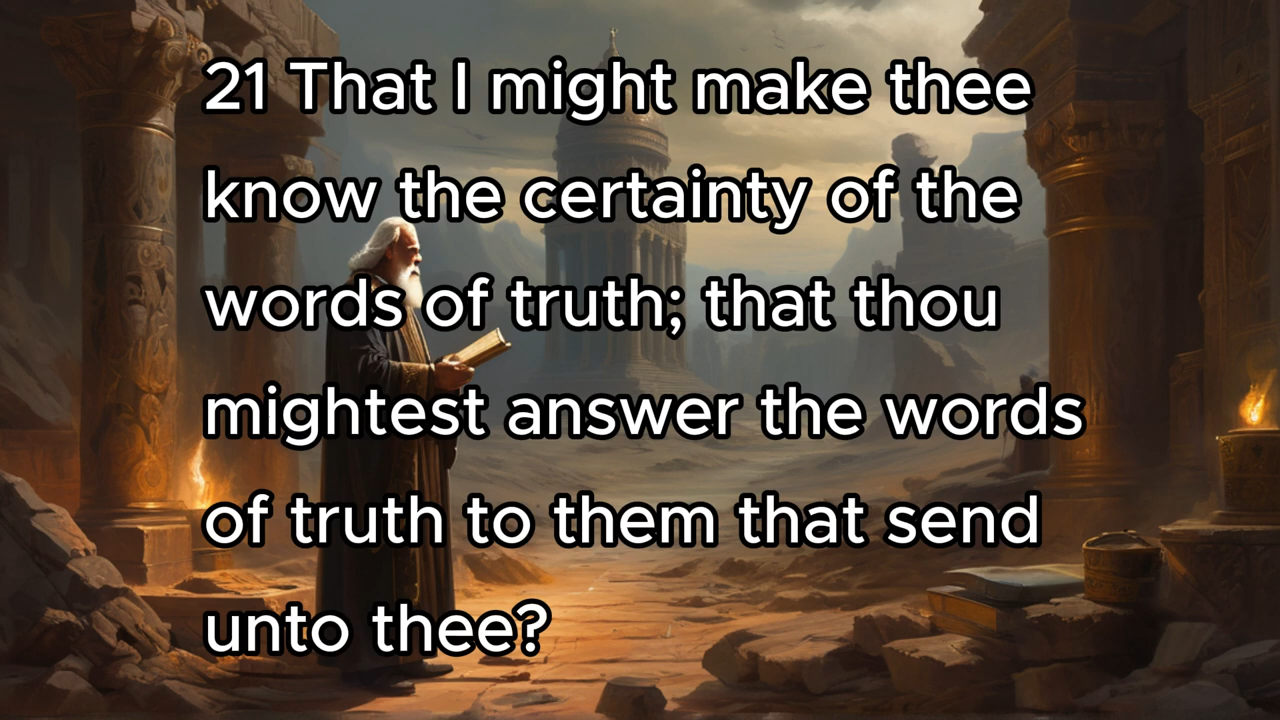 21 That I might make thee
know the certainty of the
words of truth; that thou
mightest answer the words
of truth to them that send
unto thee?